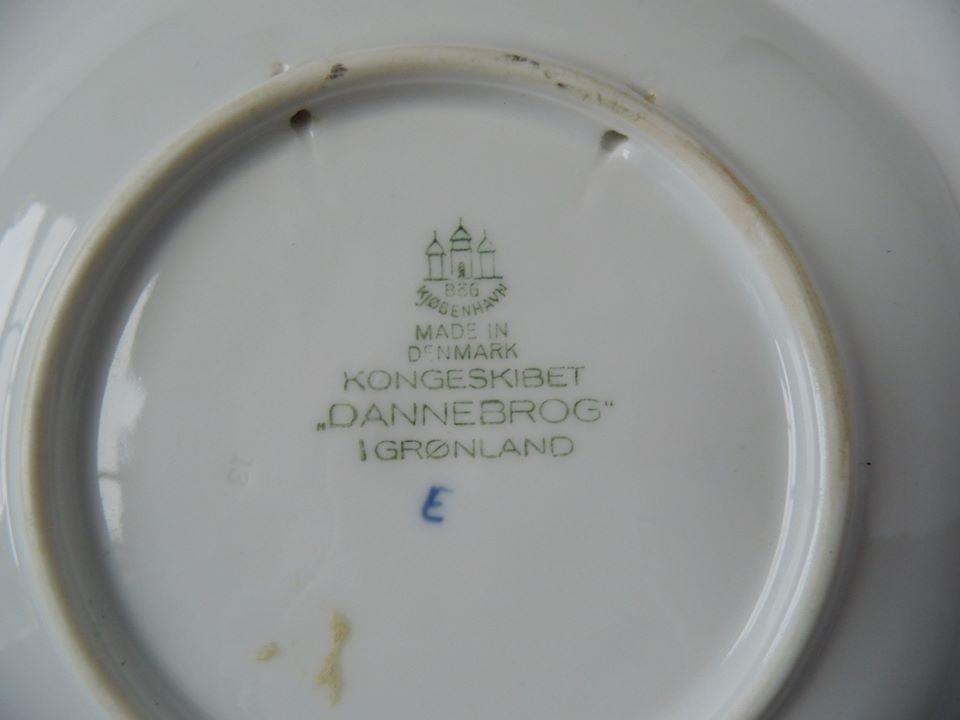 B&G
KJØBENHAVN
MADE IN
DENMARK
KONGESKIBET
„DANNEBROG“
I GRØNLAND
E